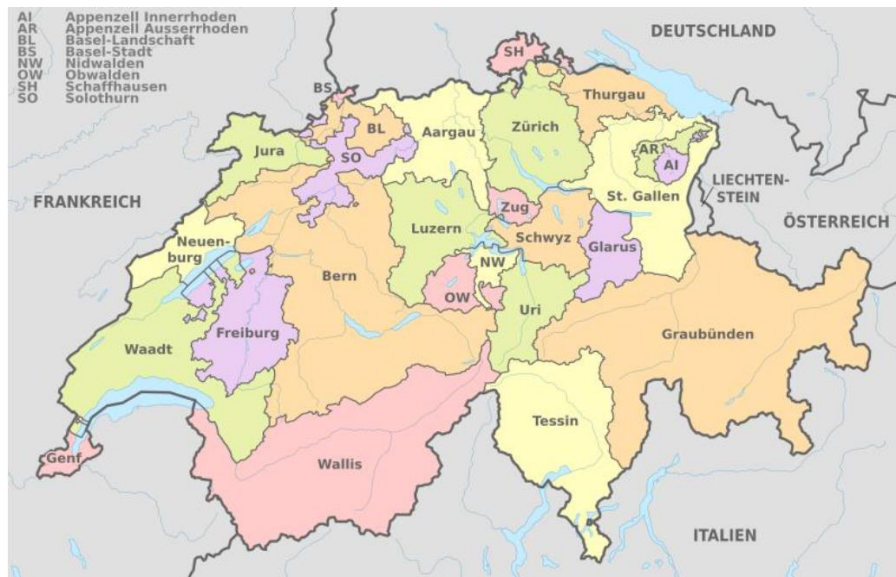 AI Appenzell Innerrhoden
AR Appenzell Ausserrhoden
BL Basel-Landschaft
BS Basel-Stadt
NW Nidwalden
OW Obwalden
SH Schaffhausen
SO Solothurn
DEUTSCHLAND
SH
BS
Thurgau
BL
Aargau
Zürich
Jura
SO
AR
AI
LIECHTEN-
STEIN
FRANKREICH
St. Gallen
Zug
ÖSTERREICH
Luzern
Schwyz
Neuen-
burg
Glarus
NW
Bern
OW
Uri
Freiburg
Graubünden
Waadt
Tessin
Genf
Wallis
ITALIEN